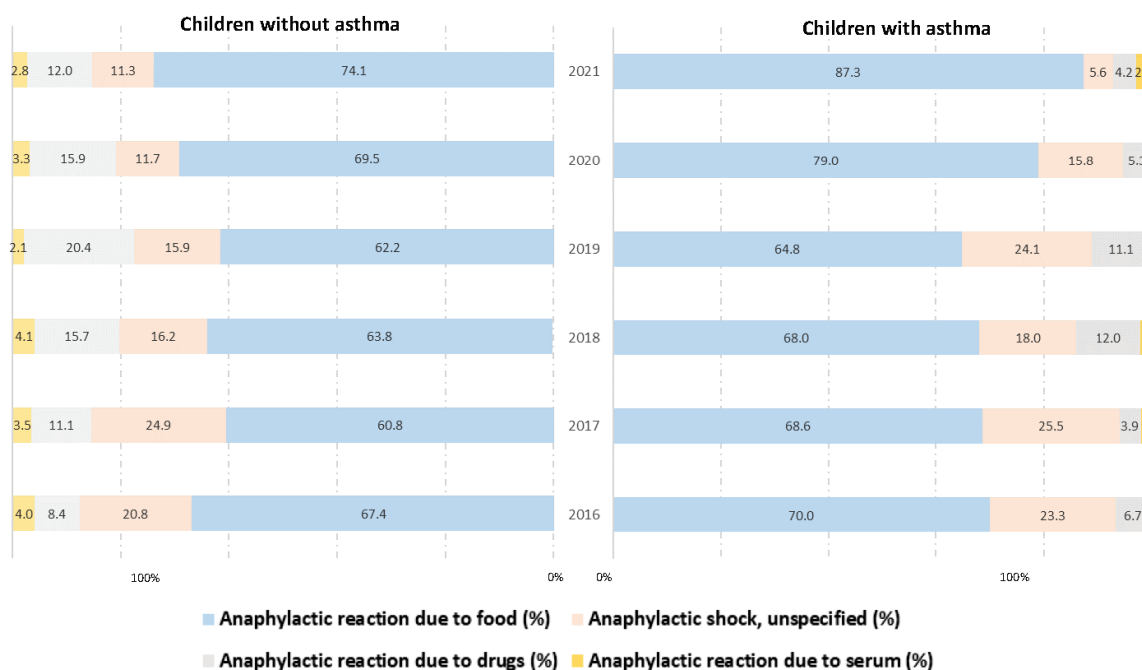 Children without asthma
Children with asthma
2.8 12.0 11.3 74.1 2021 87.3 5.6 4.2 2
3.3 15.9 11.7 69.5 2020 79.0 15.8
2.1 20.4 15.9 62.2 2019 64.8 24.1 11.1
4.1 15.7 16.2 63.8 2018 68.0 18.0 12.0
3.5 11.1 24.9 60.8 2017 68.6 25.5 3.9
4.0 8.4 20.8 67.4 2016 70.0 23.3 6.7
100% 0% 0% 100%
Anaphylactic reaction due to food (%) Anaphylactic shock, unspecified (%)
Anaphylactic reaction due to drugs (%) Anaphylactic reaction due to serum (%)